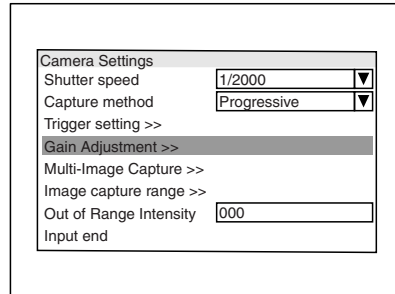 Camera Settings
Shutter speed 1/2000
Capture method Progressive
Trigger setting >>
Gain Adjustment >>
Multi-Image Capture >>
Image capture range >>
Out of Range Intensity 000
Input end